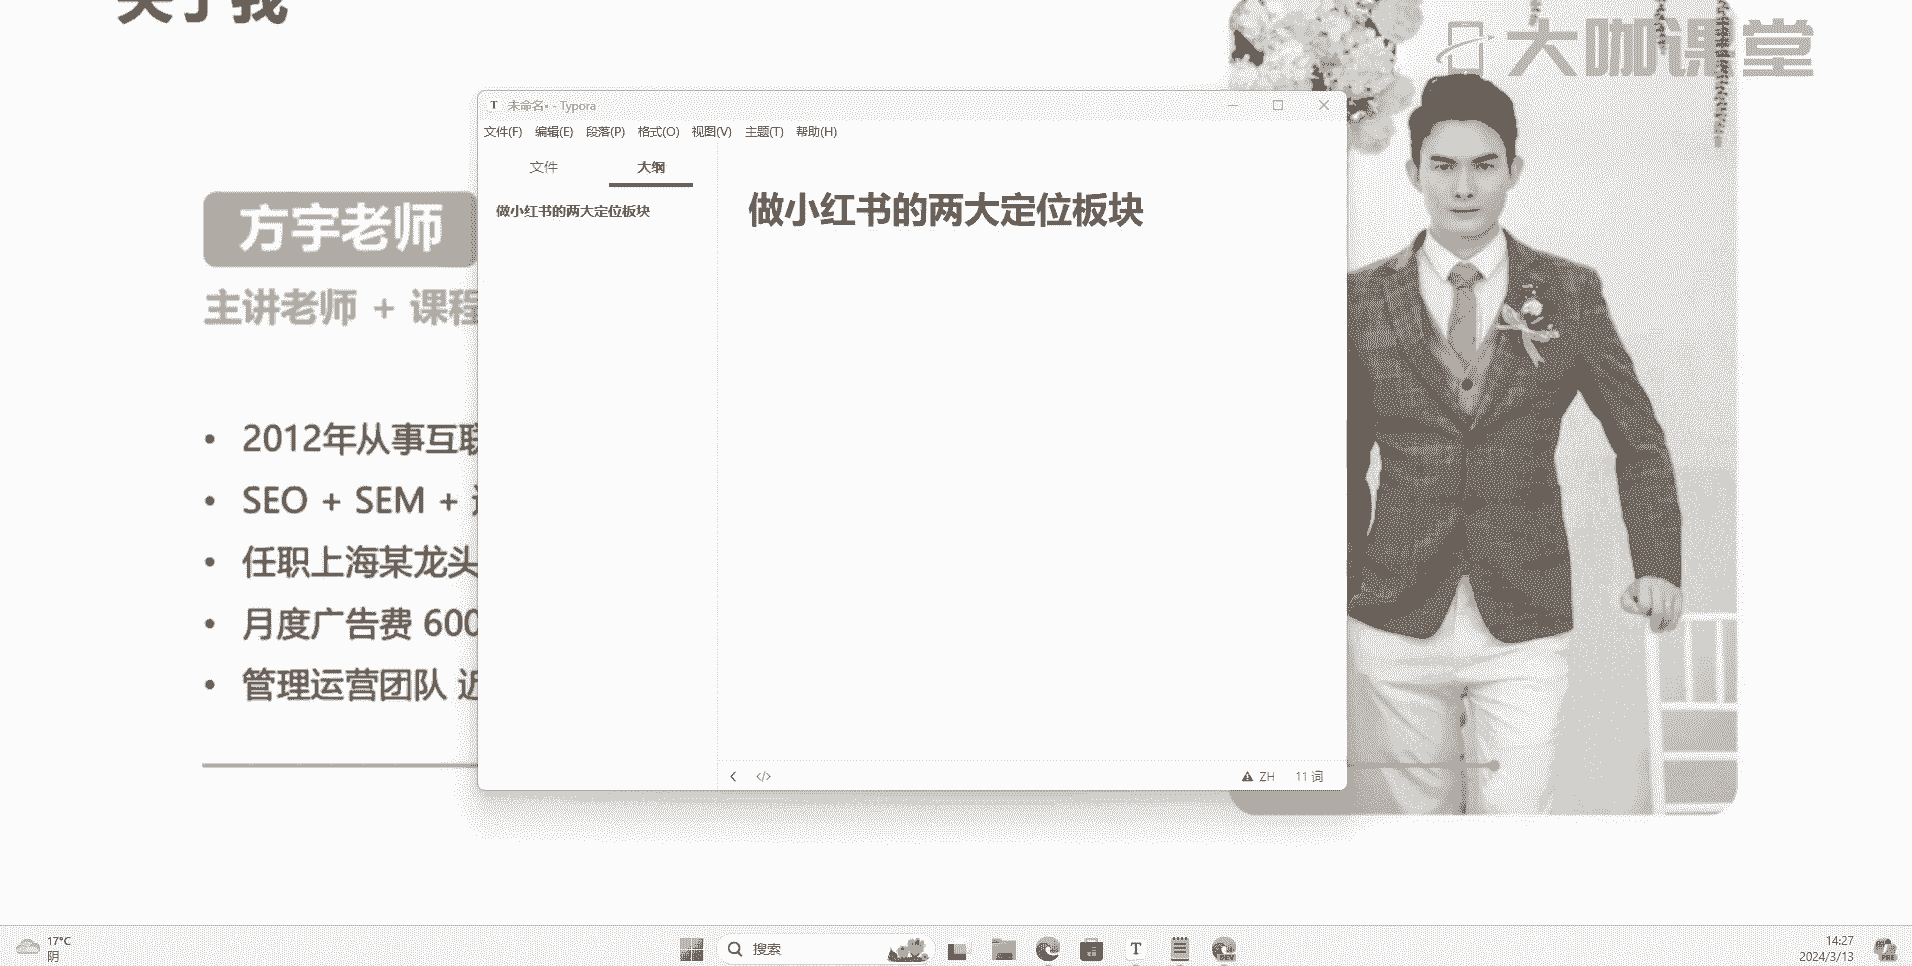 关于我
大咖课堂
未命名• - Typora
文件(F) 编辑(E) 段落(P) 格式(O) 视图(V) 主题(T) 帮助(H)
文件 大纲
做小红书的两大定位板块
做小红书的两大定位板块
方宇老师
主讲老师 + 课程
2012年从事互联
SEO + SEM +
任职上海某龙头
月度广告费 600
管理运营团队 近
</> ZH 11 词
17°C
阴
搜索
T
DEV
14:27
2024/3/13
PRE